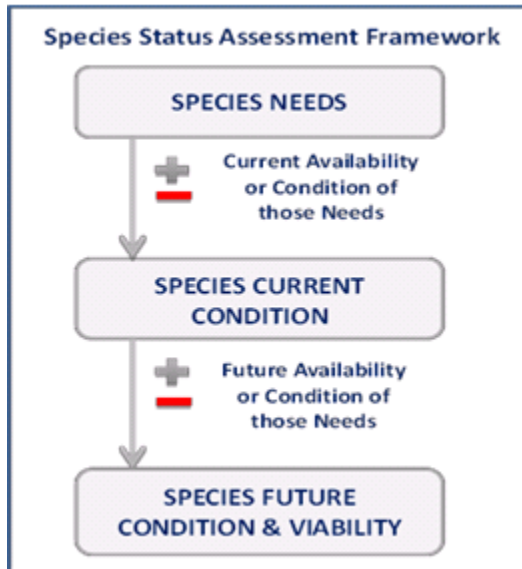 Species Status Assessment Framework
SPECIES NEEDS
Current Availability
or Condition of
those Needs
SPECIES CURRENT
CONDITION
Future Availability
or Condition of
those Needs
SPECIES FUTURE
CONDITION & VIABILITY